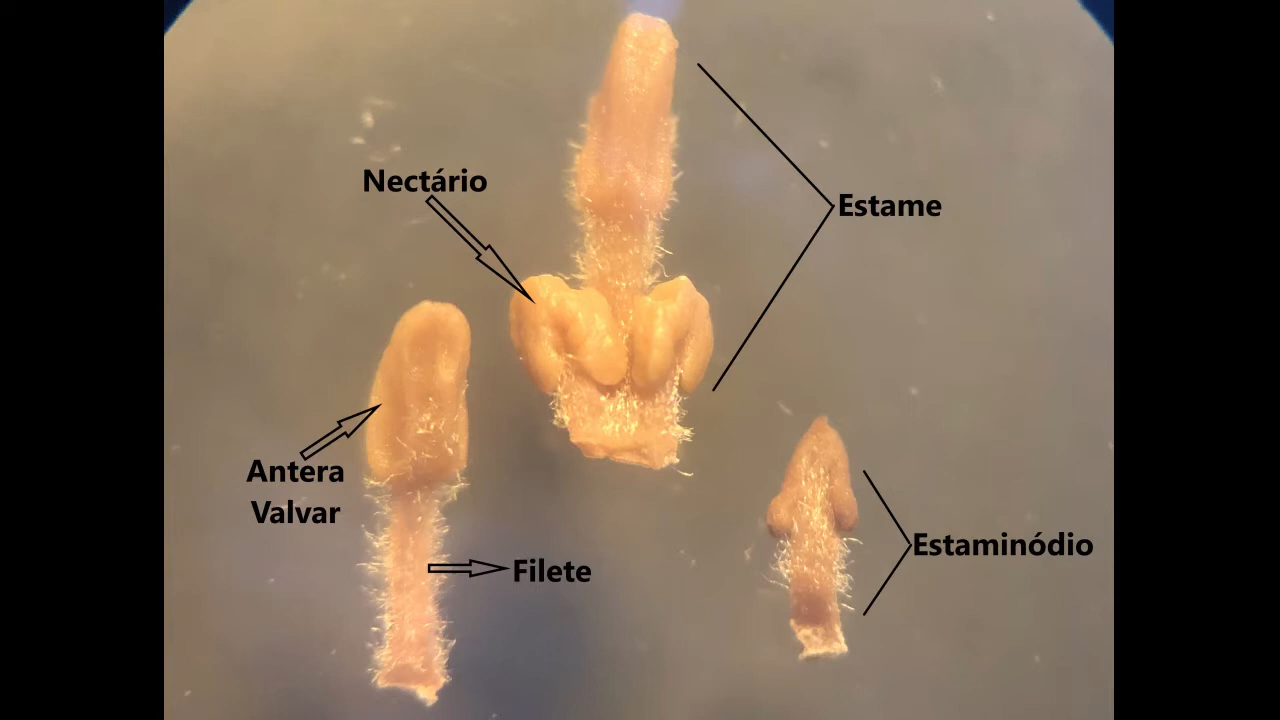 Nectário
Estame
Antera
Valvar
Filete
Estaminódio